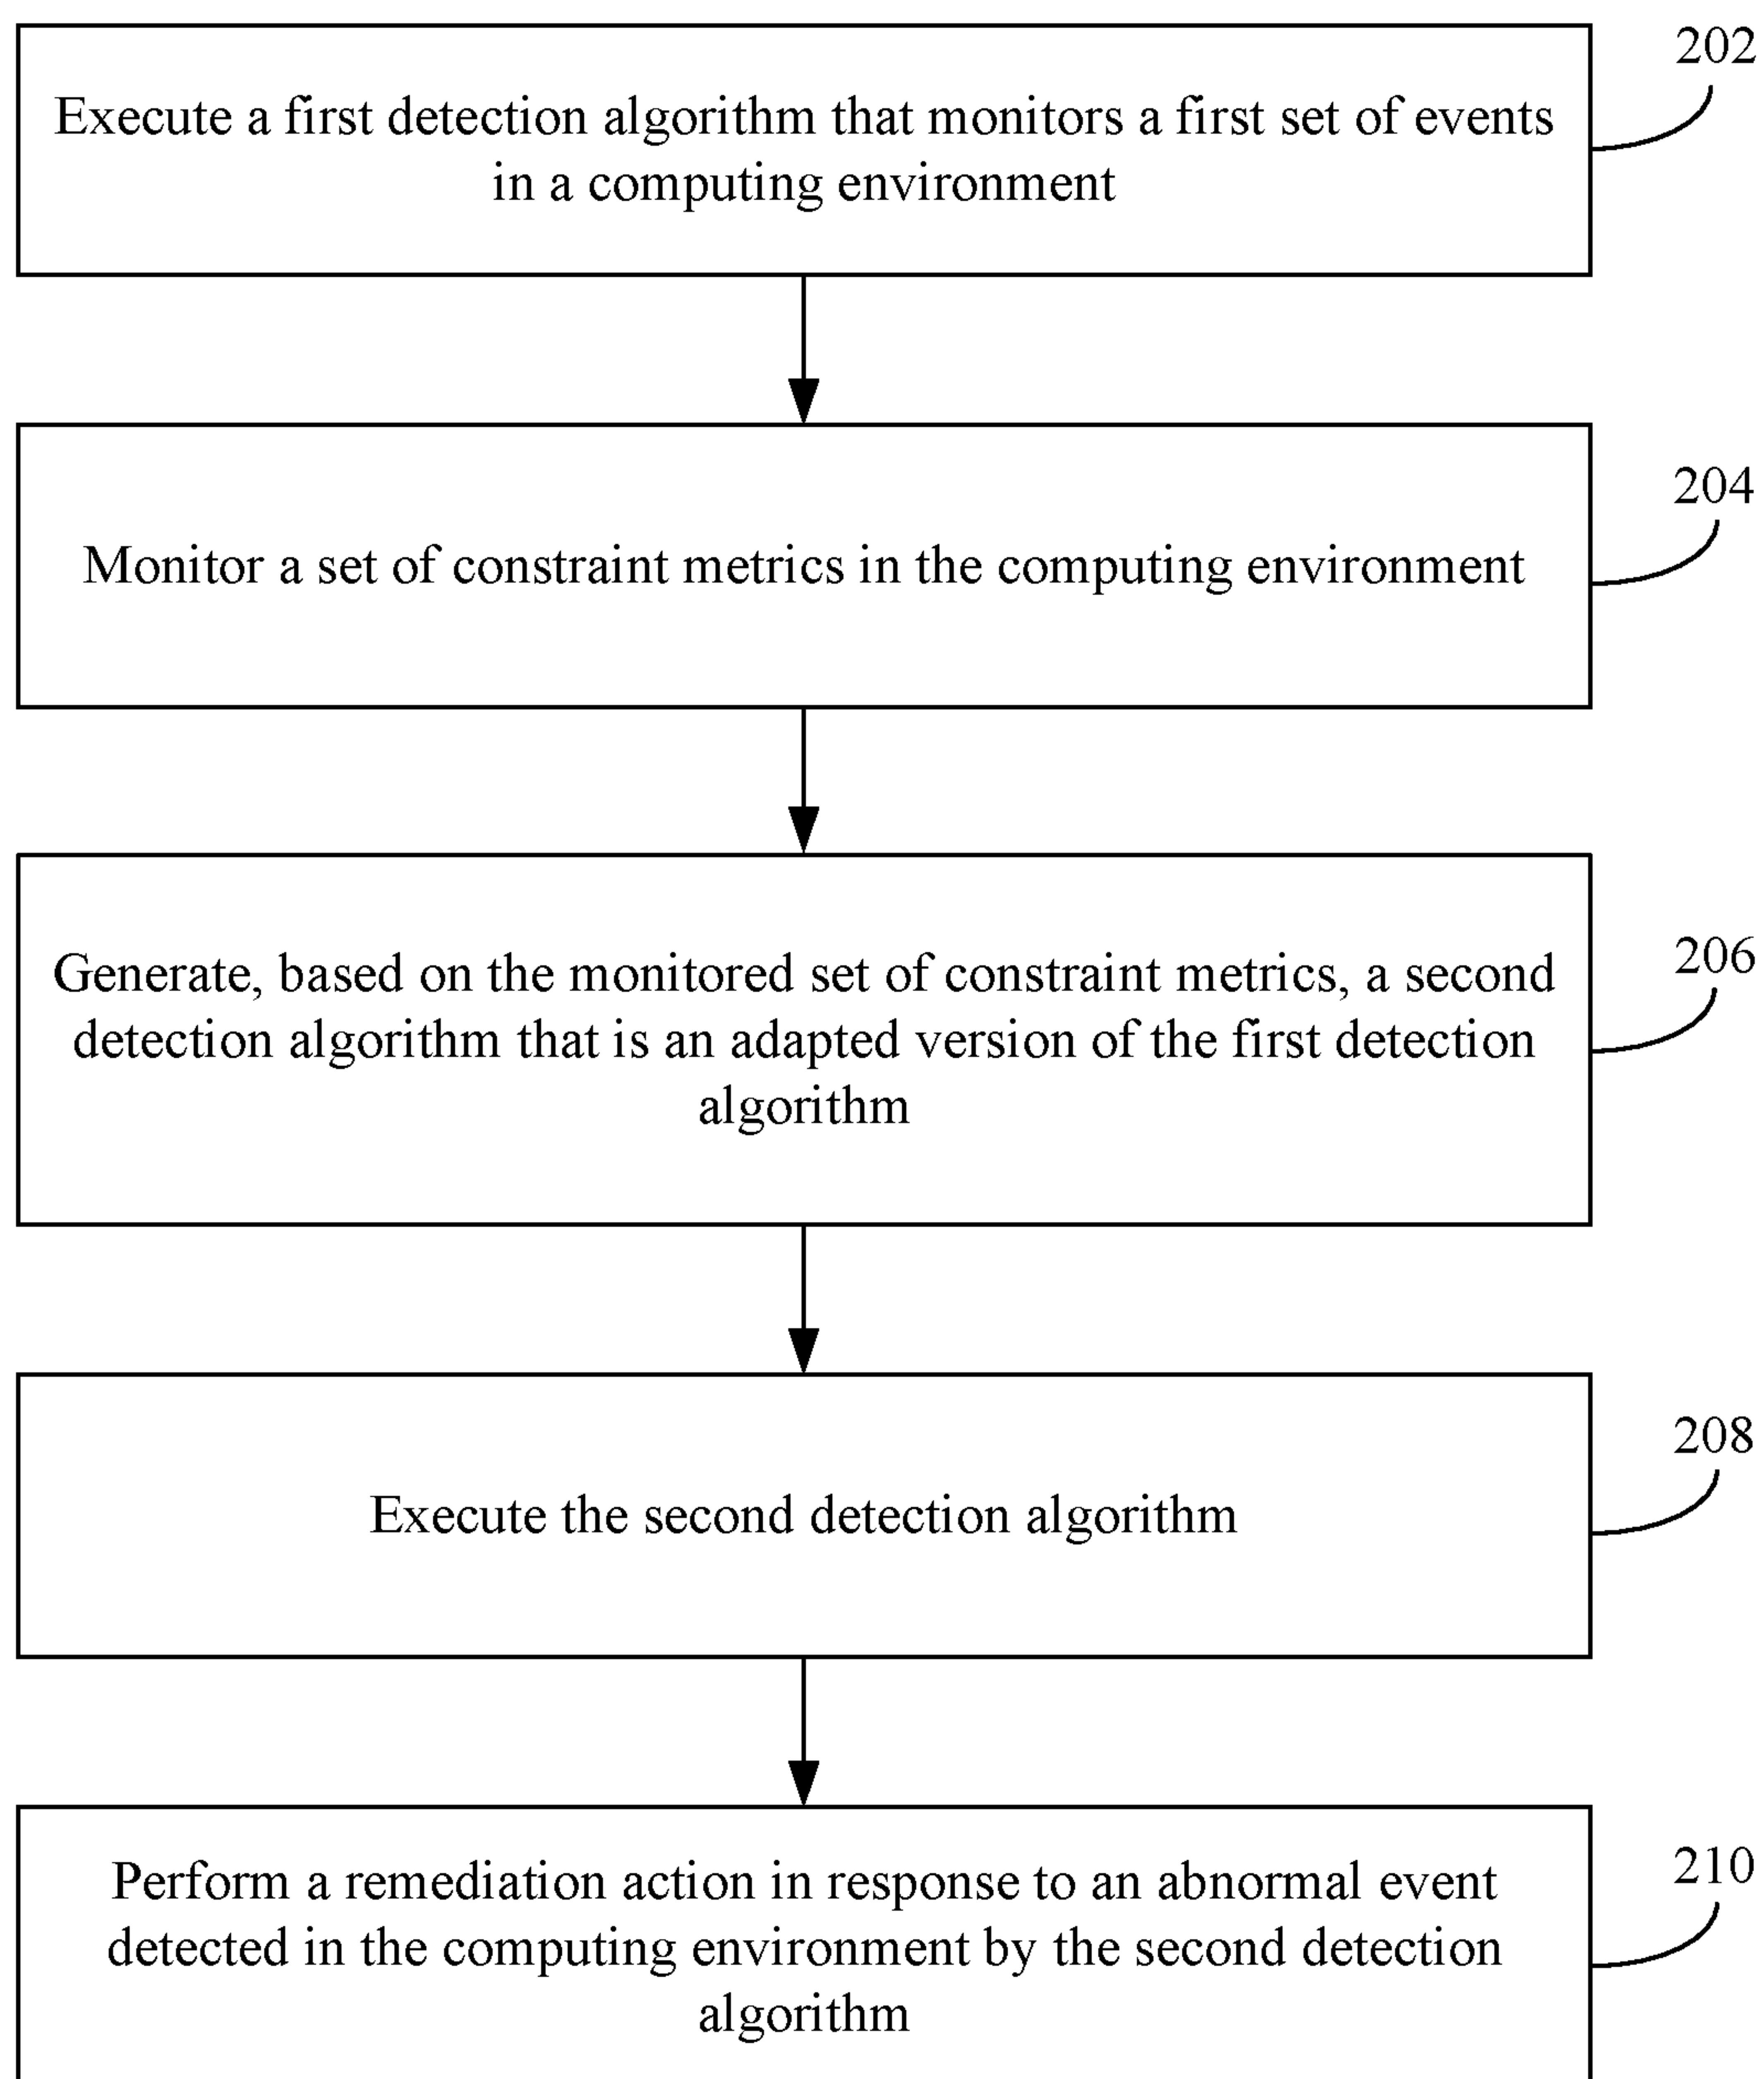 202
Execute a first detection algorithm that monitors a first set of events
in a computing environment
204
Monitor a set of constraint metrics in the computing environment
206
Generate, based on the monitored set of constraint metrics, a second
detection algorithm that is an adapted version of the first detection
algorithm
208
Execute the second detection algorithm
210
Perform a remediation action in response to an abnormal event
detected in the computing environment by the second detection
algorithm